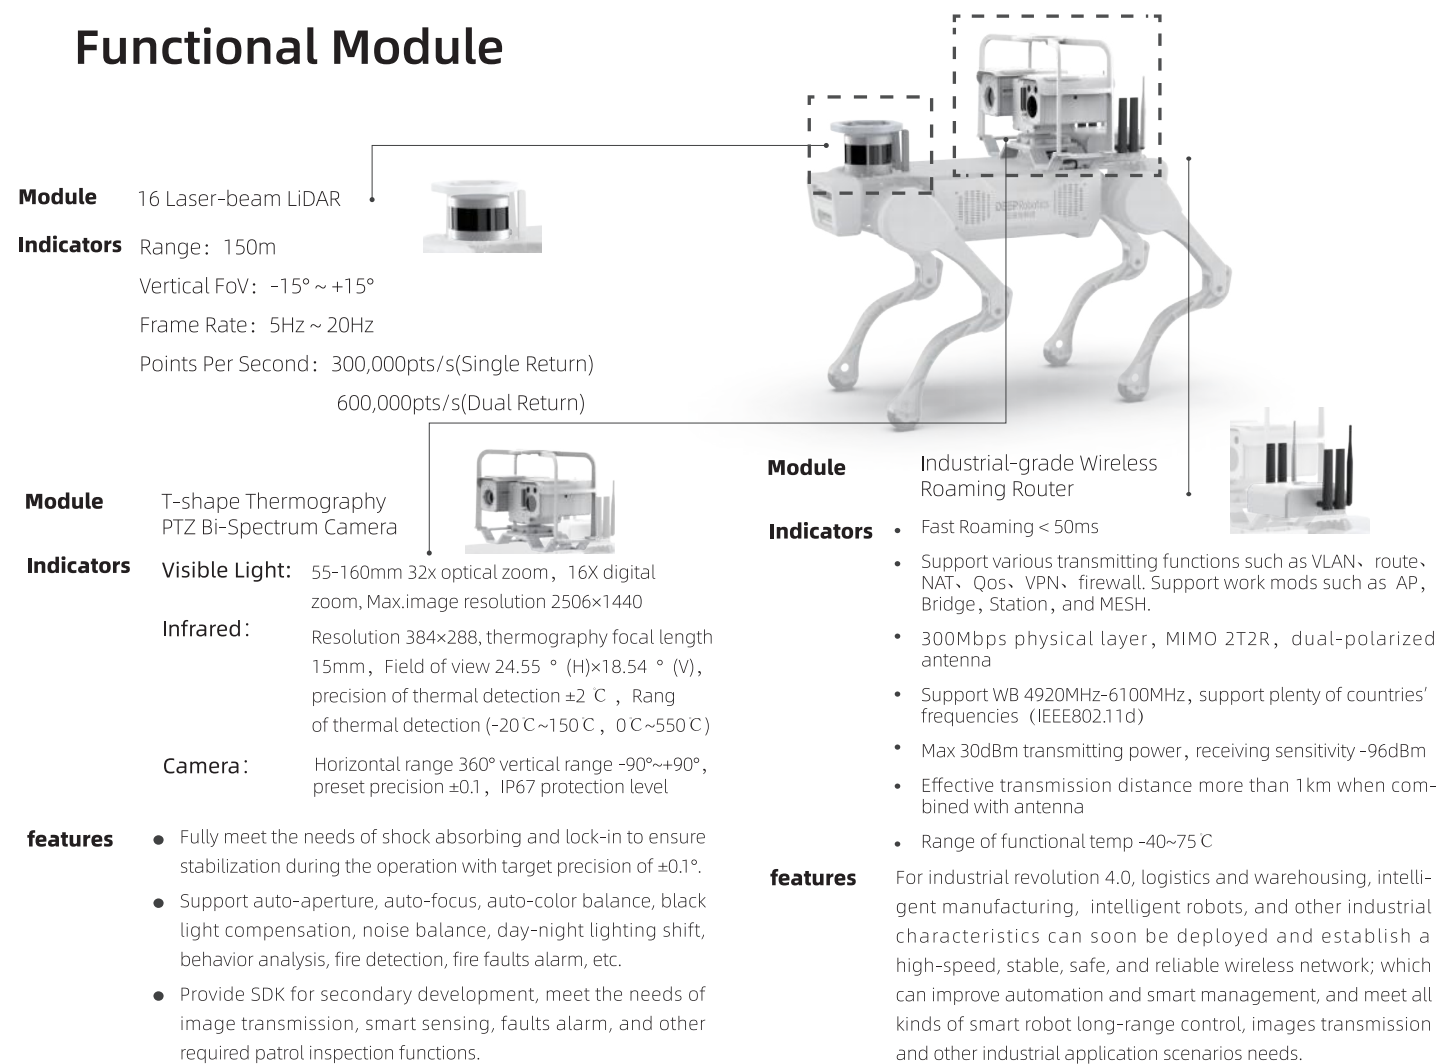 Functional Module
DEEPRobotics
Module 16 Laser-beam LiDAR
Indicators Range: 150m
Vertical FoV: -15° ~ +15°
Frame Rate: 5Hz ~ 20Hz
Points Per Second: 300,000pts/s(Single Return)
600,000pts/s(Dual Return)
Module T-shape Thermography
PTZ Bi-Spectrum Camera
Indicators Visible Light: 55-160mm 32x optical zoom, 16X digital
zoom, Max.image resolution 2506×1440
Infrared: Resolution 384×288, thermography focal length
15mm, Field of view 24.55 ° (H)×18.54 ° (V),
precision of thermal detection ±2 ℃ , Rang
of thermal detection (-20℃~150℃, 0℃~550℃)
Camera: Horizontal range 360° vertical range -90°~+90°,
preset precision ±0.1, IP67 protection level
features ● Fully meet the needs of shock absorbing and lock-in to ensure
stabilization during the operation with target precision of ±0.1°.
● Support auto-aperture, auto-focus, auto-color balance, black
light compensation, noise balance, day-night lighting shift,
behavior analysis, fire detection, fire faults alarm, etc.
● Provide SDK for secondary development, meet the needs of
image transmission, smart sensing, faults alarm, and other
required patrol inspection functions.
Module Industrial-grade Wireless
Roaming Router
Indicators • Fast Roaming < 50ms
• Support various transmitting functions such as VLAN、route、
NAT、Qos、VPN、firewall. Support work mods such as AP,
Bridge, Station, and MESH.
• 300Mbps physical layer, MIMO 2T2R, dual-polarized
antenna
• Support WB 4920MHz-6100MHz, support plenty of countries'
frequencies（IEEE802.11d）
• Max 30dBm transmitting power, receiving sensitivity -96dBm
• Effective transmission distance more than 1km when com-
bined with antenna
• Range of functional temp -40~75℃
features For industrial revolution 4.0, logistics and warehousing, intelli-
gent manufacturing, intelligent robots, and other industrial
characteristics can soon be deployed and establish a
high-speed, stable, safe, and reliable wireless network; which
can improve automation and smart management, and meet all
kinds of smart robot long-range control, images transmission
and other industrial application scenarios needs.